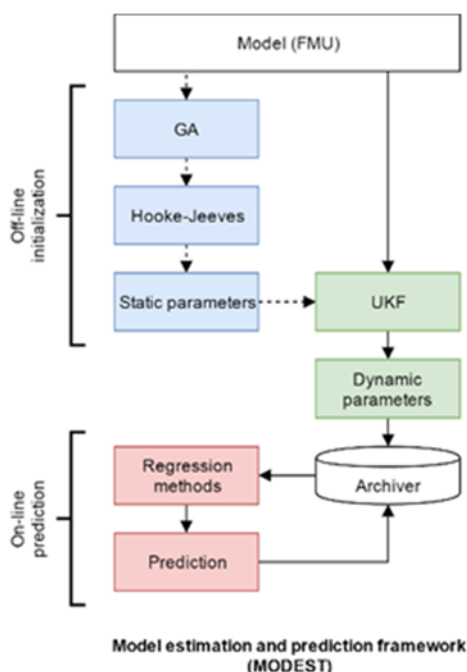 Model (FMU)
GA
Off-line
initialization
Hooke-Jeeves
Static parameters
UKF
Dynamic
parameters
On-line
prediction
Regression
methods
Archiver
Prediction
Model estimation and prediction framework
(MODEST)